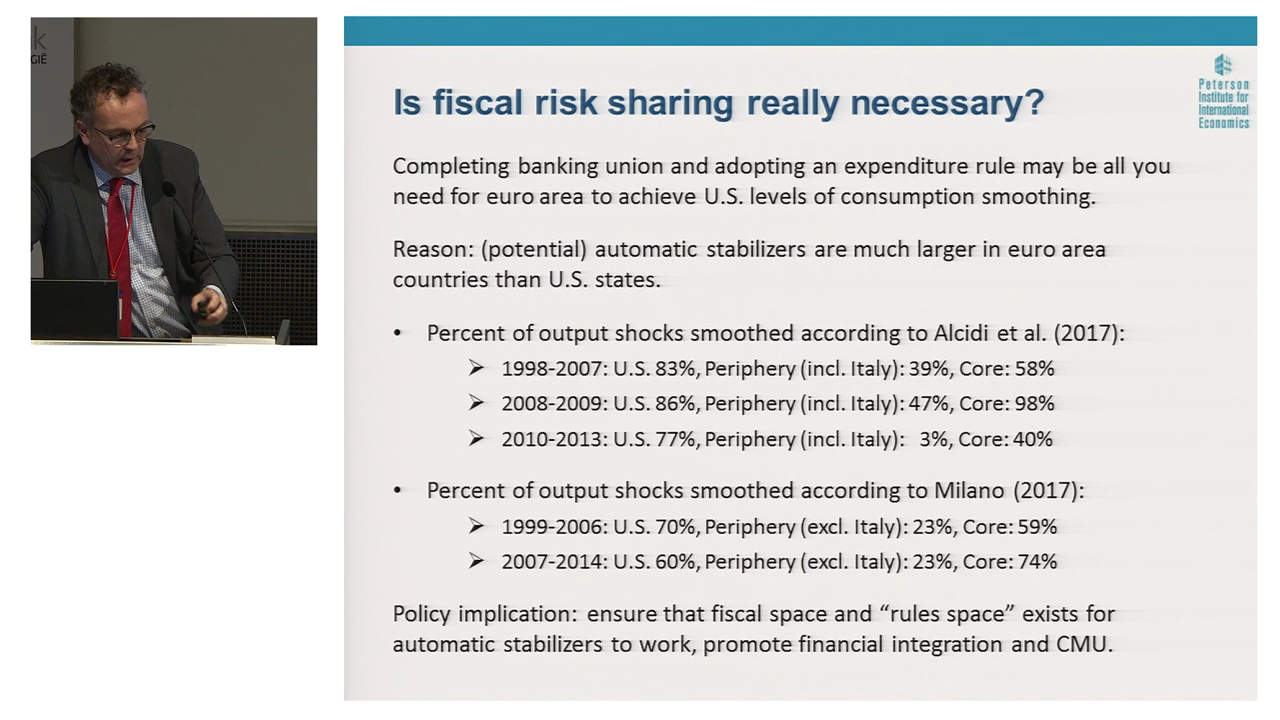 k
GIË
Peterson
Institute for
International
Economics
Is fiscal risk sharing really necessary?
Completing banking union and adopting an expenditure rule may be all you
need for euro area to achieve U.S. levels of consumption smoothing.
Reason: (potential) automatic stabilizers are much larger in euro area
countries than U.S. states.
• Percent of output shocks smoothed according to Alcidi et al. (2017):
➢ 1998-2007: U.S. 83%, Periphery (incl. Italy): 39%, Core: 58%
➢ 2008-2009: U.S. 86%, Periphery (incl. Italy): 47%, Core: 98%
➢ 2010-2013: U.S. 77%, Periphery (incl. Italy): 3%, Core: 40%
• Percent of output shocks smoothed according to Milano (2017):
➢ 1999-2006: U.S. 70%, Periphery (excl. Italy): 23%, Core: 59%
➢ 2007-2014: U.S. 60%, Periphery (excl. Italy): 23%, Core: 74%
Policy implication: ensure that fiscal space and “rules space” exists for
automatic stabilizers to work, promote financial integration and CMU.